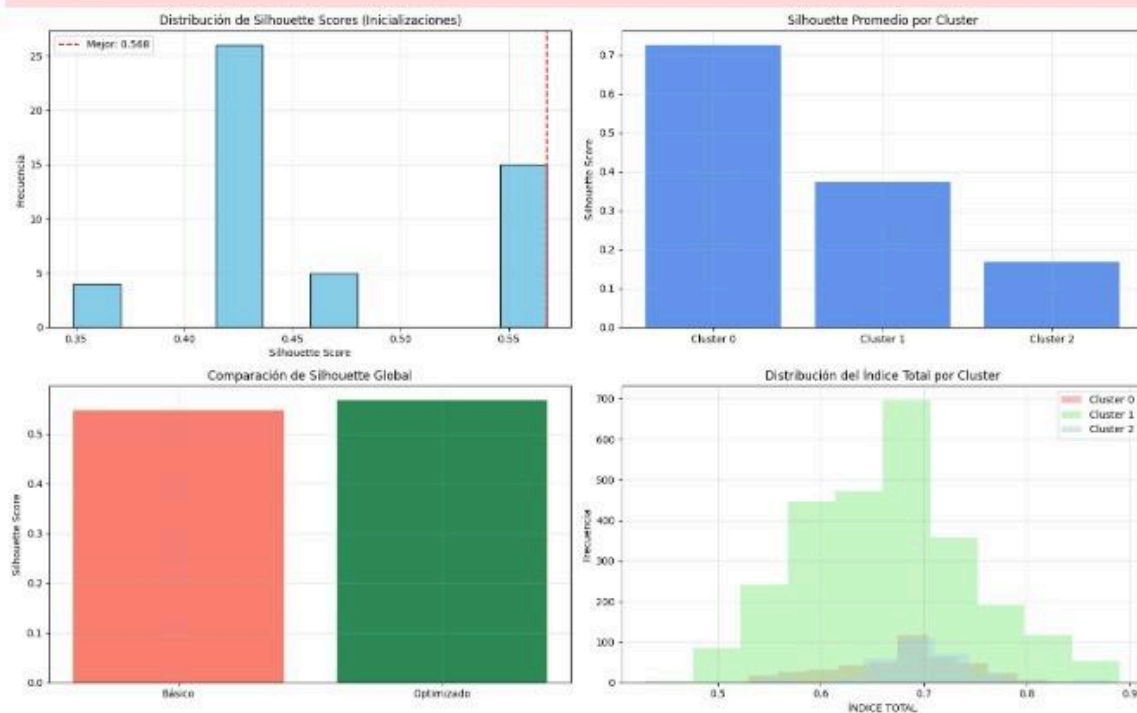 Distribución de Silhouette Scores (Inicializaciones)
Mejor: 0.568
Frecuencia
25
20
15
10
5
0
0.35
0.40
0.45
0.50
0.55
Silhouette Score
Silhouette Promedio por Cluster
Silhouette Score
0.7
0.6
0.5
0.4
0.3
0.2
0.1
0.0
Cluster 0
Cluster 1
Cluster 2
Comparación de Silhouette Global
Silhouette Score
0.5
0.4
0.3
0.2
0.1
0.0
Básico
Optimizado
Distribución del Índice Total por Cluster
Cluster 0
Cluster 1
Cluster 2
Frecuencia
700
600
500
400
300
200
100
0
0.5
0.6
0.7
0.8
0.9
ÍNDICE TOTAL